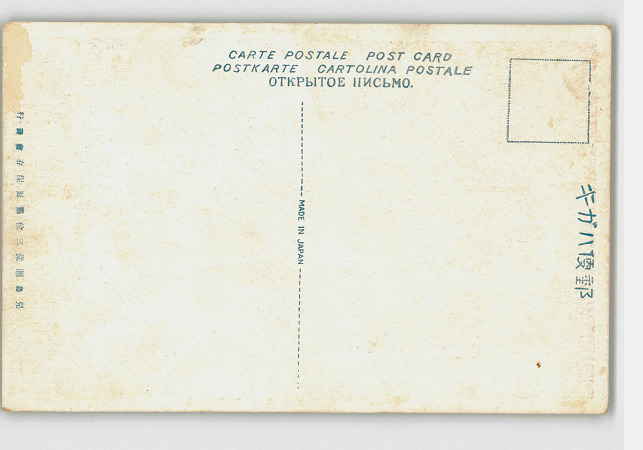 CARTE POSTALE POST CARD
POSTKARTE CARTOLINA POSTALE
ОТКРЫТОЕ ПИСЬМО.
MADE IN JAPAN
キガハ便郵